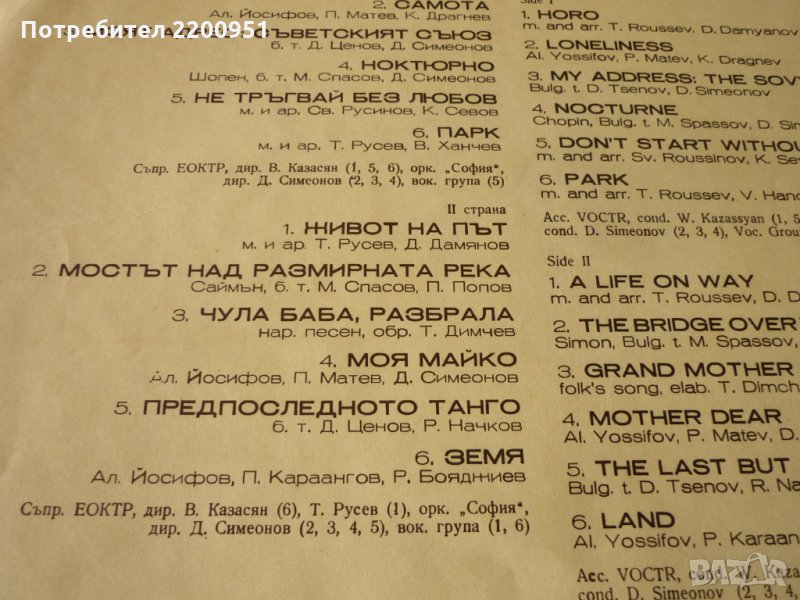 Потребител 2200951
2. САМОТА
Ал. Йосифов, П. Матев, К. Драгнев
СЪВЕТСКИЯТ СЪЮЗ
б. т. Д. Ценов, Д. Симеонов
4. НОКТЮРНО
Шопен, б. т. М. Спасов, Д. Симеонов
5. НЕ ТРЪГВАЙ БЕЗ ЛЮБОВ
м. и ар. Св. Русинов, К. Севов
6. ПАРК
м. и ар. Т. Русев, В. Ханчев
Съпр. ЕОКТР, дир. В. Казасян (1, 5, 6), орк. „София“,
дир. Д. Симеонов (2, 3, 4), вок. група (5)
II страна
1. ЖИВОТ НА ПЪТ
м. и ар. Т. Русев, Д. Дамянов
2. МОСТЪТ НАД РАЗМИРНАТА РЕКА
Саймън, б. т. М. Спасов, П. Попов
3. ЧУЛА БАБА, РАЗБРАЛА
нар. песен, обр. Т. Димчев
4. МОЯ МАЙКО
Ал. Йосифов, П. Матев, Д. Симеонов
5. ПРЕДПОСЛЕДНОТО ТАНГО
б. т. Д. Ценов, Р. Начков
6. ЗЕМЯ
Ал. Йосифов, П. Караангов, Р. Бояджиев
Съпр. ЕОКТР, дир. В. Казасян (6), Т. Русев (1), орк. „София“,
дир. Д. Симеонов (2, 3, 4, 5), вок. група (1, 6)
Side I
1. HORO
m. and arr. T. Roussev, D. Damyanov
2. LONELINESS
Al. Yossifov, P. Matev, K. Dragnev
3. MY ADDRESS: THE SOV
Bulg. t. D. Tsenov, D. Simeonov
4. NOCTURNE
Chopin, Bulg. t. M. Spassov, D. Si
5. DON'T START WITHOU
m. and arr. Sv. Roussinov, K. Se
6. PARK
m. and arr. T. Roussev, V. Han
Acc. VOCTR, cond. W. Kazassyan (1, 5
cond. D. Simeonov (2, 3, 4), Voc. Grou
Side II
1. A LIFE ON WAY
m. and arr. T. Roussev, D. D
2. THE BRIDGE OVER
Simon, Bulg. t. M. Spassov,
3. GRAND MOTHER
folk's song, elab. T. Dimch
4. MOTHER DEAR
Al. Yossifov, P. Matev, D.
5. THE LAST BUT
Bulg. t. D. Tsenov, R. Na
6. LAND
Al. Yossifov, P. Karaan
Acc. VOCTR, cond. W. Kaza
cond. D. Simeonov (2, 3, 4,
BAZAR